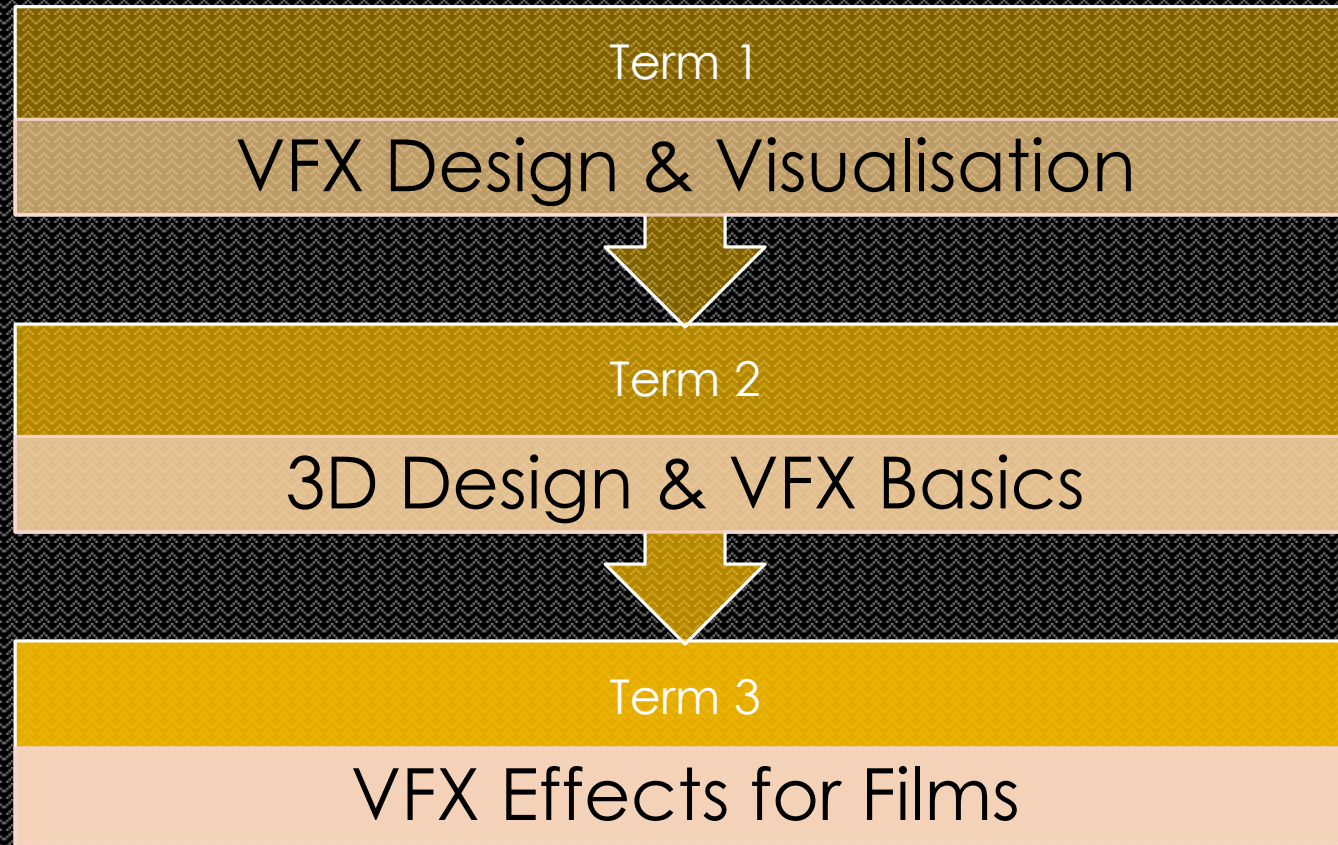 Term 1
VFX Design & Visualisation
Term 2
3D Design & VFX Basics
Term 3
VFX Effects for Films